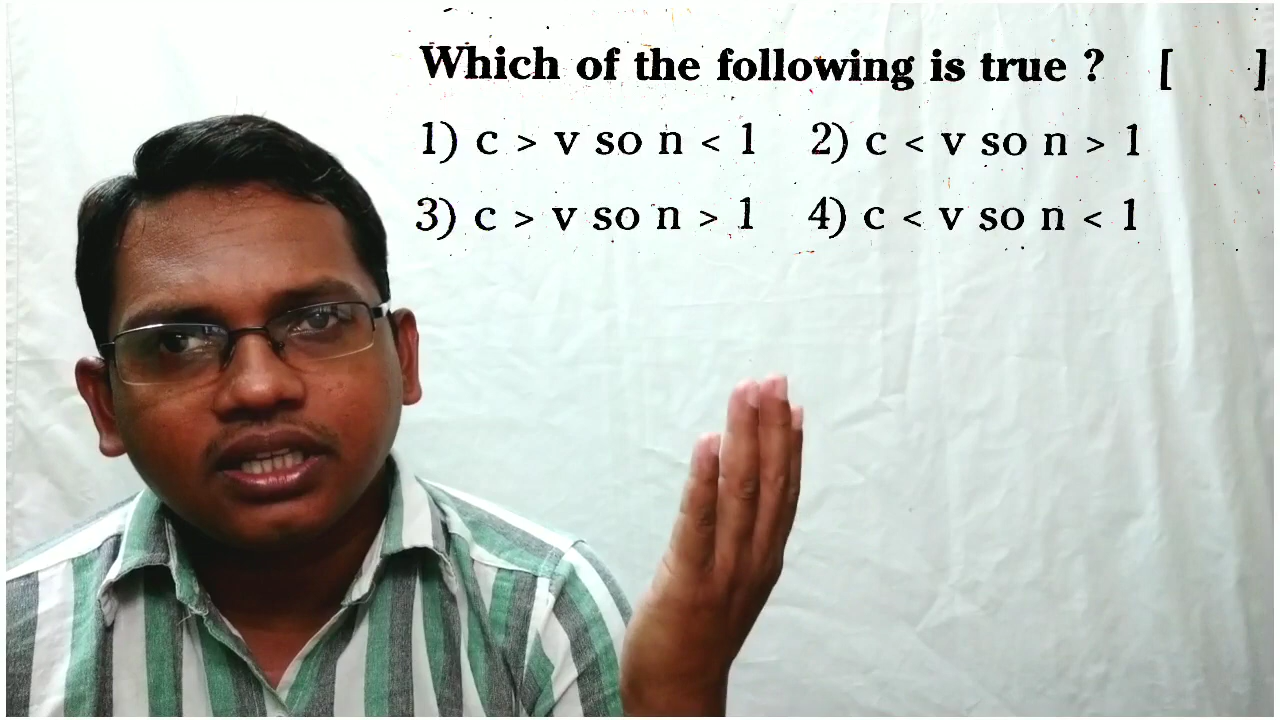 Which of the following is true ? [ ]
1) c > v so n < 1 2) c < v so n > 1
3) c > v so n > 1 4) c < v so n < 1